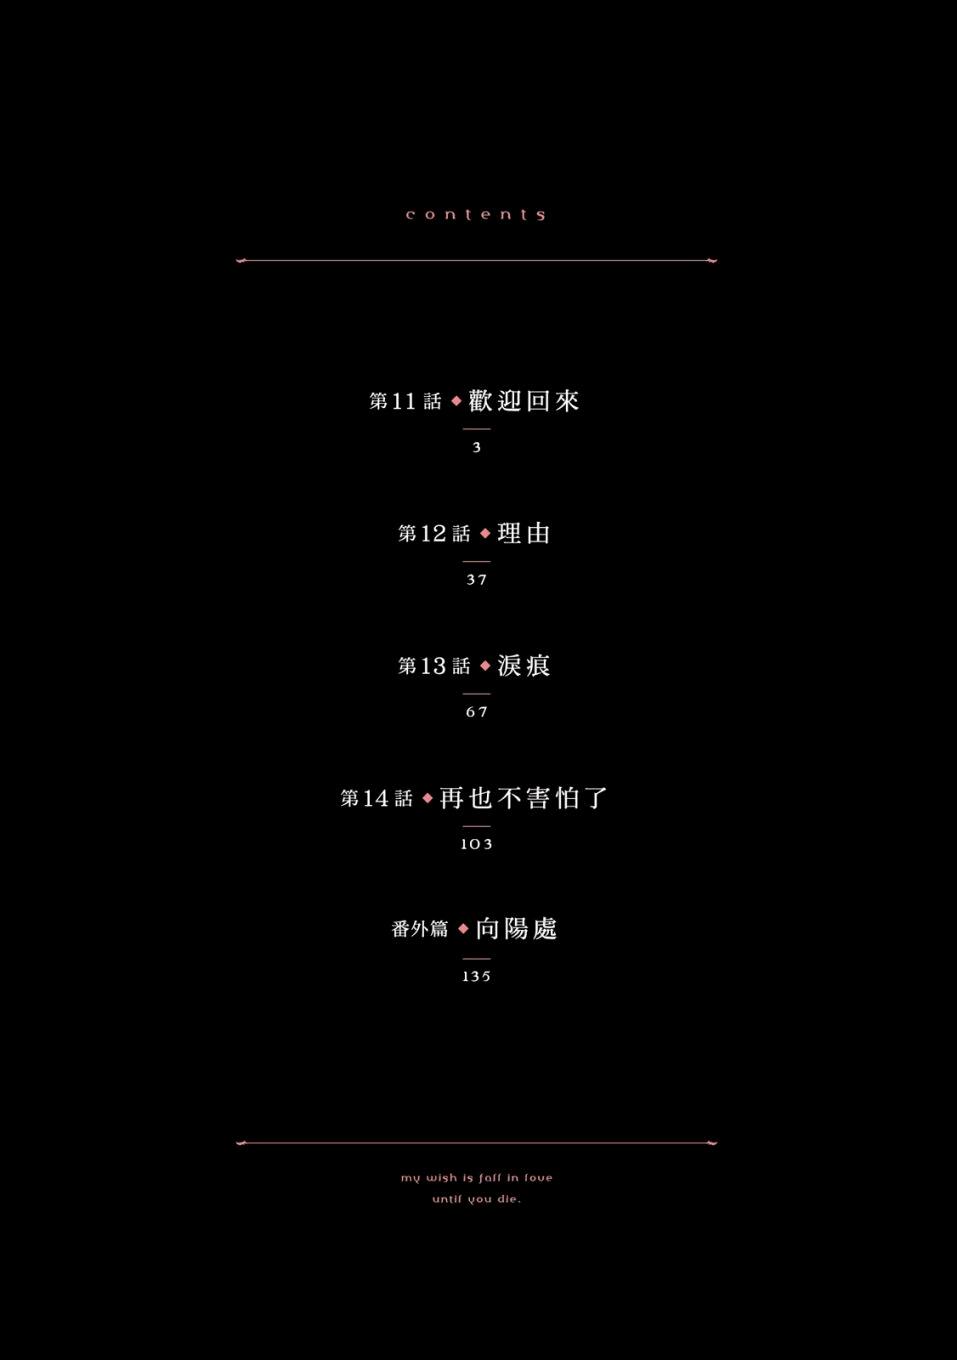 contents
第11話◆歡迎回來
3
第12話◆理由
37
第13話◆淚痕
67
第14話◆再也不害怕了
103
番外篇◆向陽處
135
my wish is fall in love
until you die.